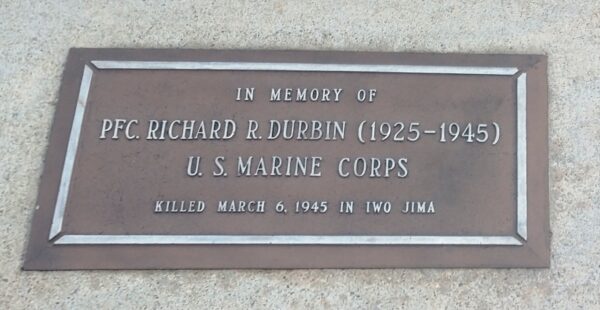 IN MEMORY OF
PFC. RICHARD R. DURBIN (1925-1945)
U. S. MARINE CORPS
KILLED MARCH 6, 1945 IN IWO JIMA